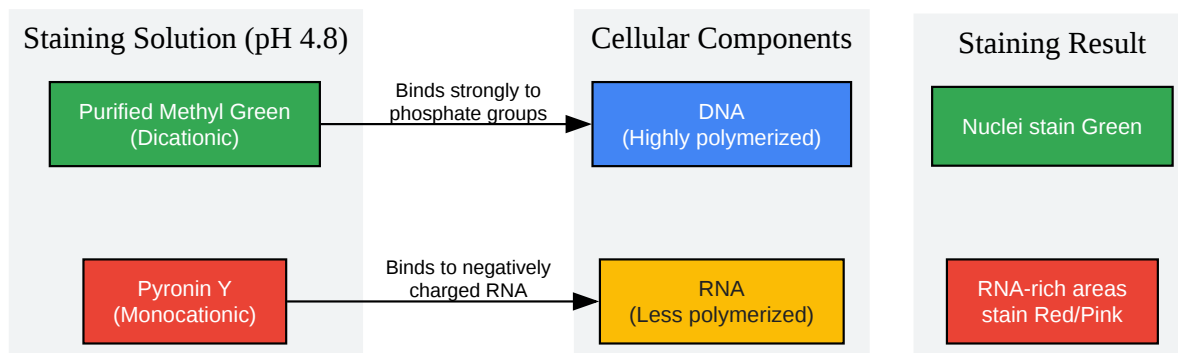 Staining Solution (pH 4.8)
Cellular Components
Staining Result
Purified Methyl Green
(Dicationic)
Binds strongly to
phosphate groups
DNA
(Highly polymerized)
Nuclei stain Green
Pyronin Y
(Monocationic)
Binds to negatively
charged RNA
RNA
(Less polymerized)
RNA-rich areas
stain Red/Pink